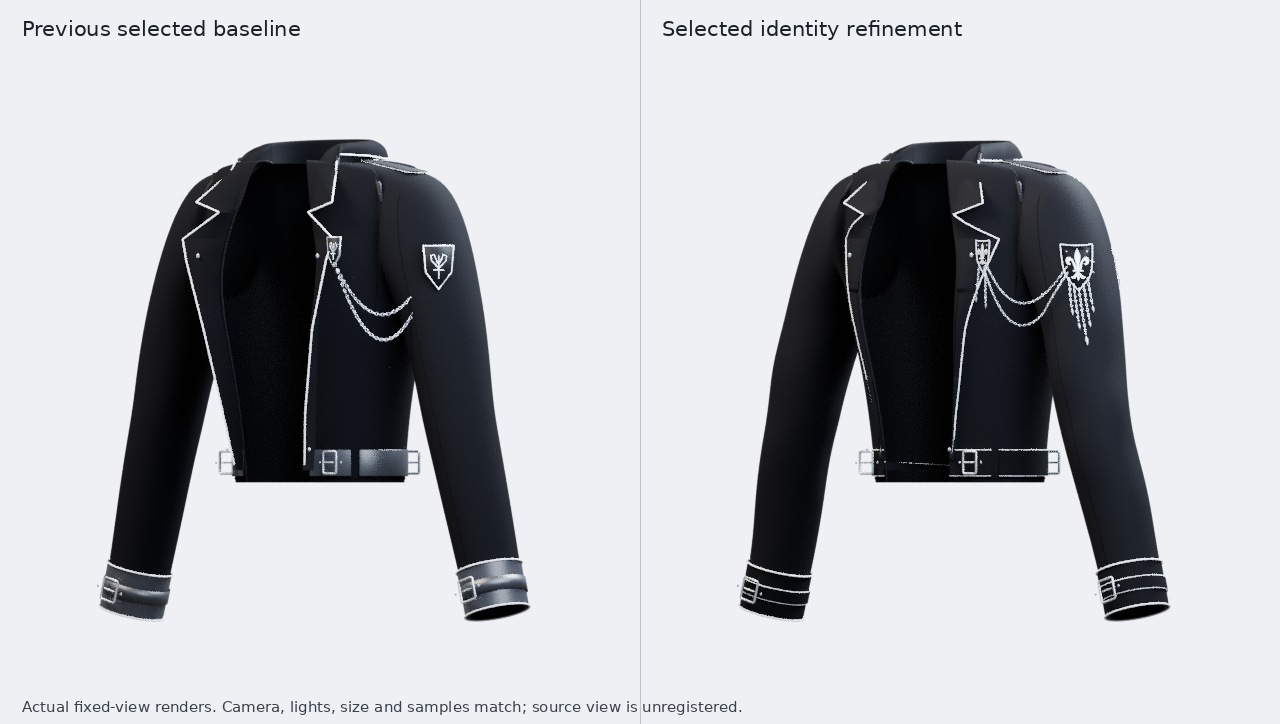 Previous selected baseline
Selected identity refinement
Actual fixed-view renders. Camera, lights, size and samples match; source view is unregistered.